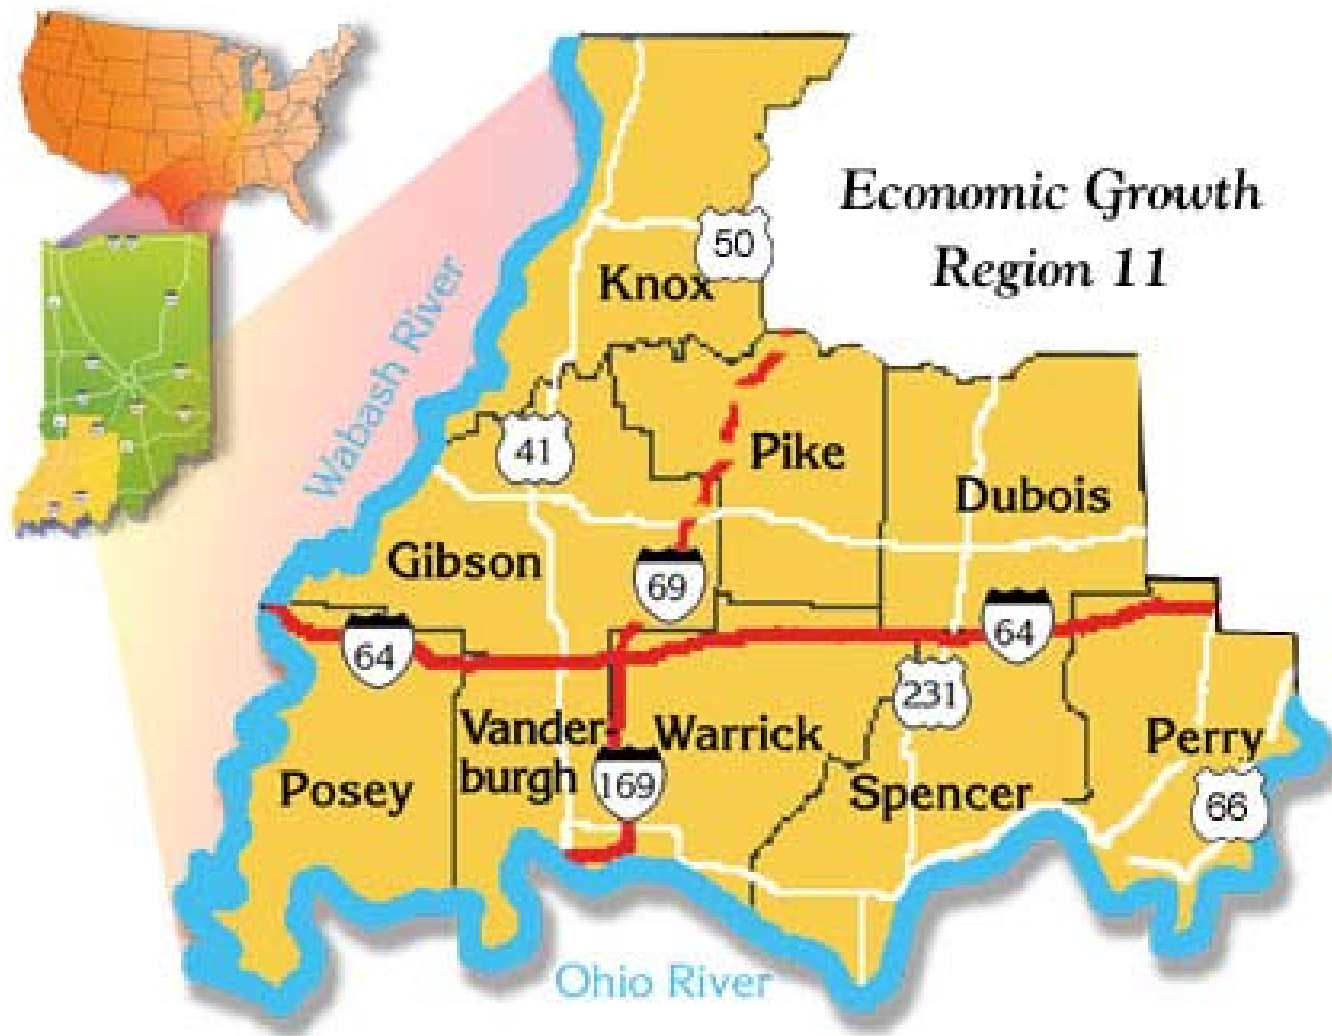 Economic Growth
Region 11
50
Knox
Wabash River
41
Pike
Dubois
Gibson
69
64
64
231
Vander-
burgh
Warrick
Perry
Posey
169
Spencer
66
Ohio River